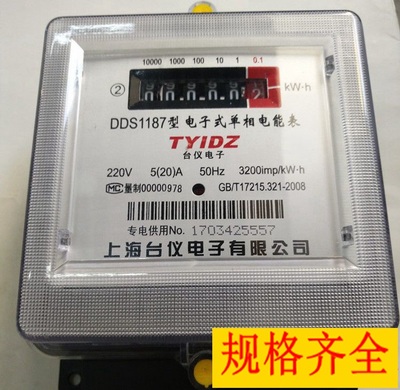 10000 1000 100 10 1 0.1
② kW·h
DDS1187型 电子式单相电能表
TYIDZ
台仪电子
220V 5(20)A 50Hz 3200imp/kW·h
MC 量制00000978 GB/T17215.321-2008
专电供用No. 1703425557
上海台仪电子有限公司
规格齐全